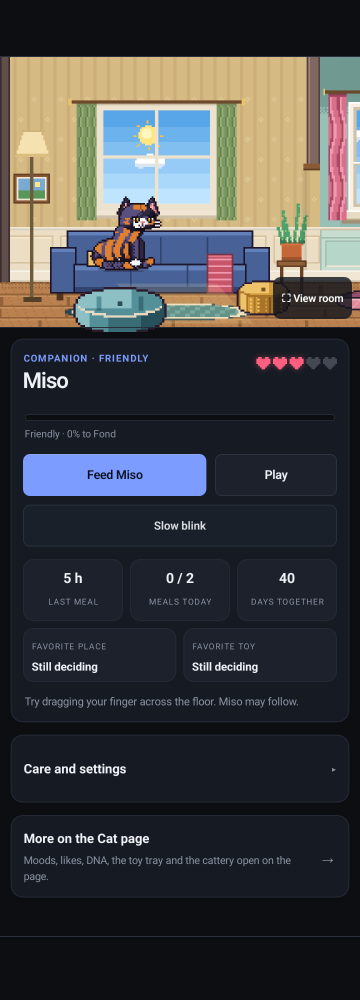 View room
COMPANION · FRIENDLY
Miso
Friendly · 0% to Fond
Feed Miso
Play
Slow blink
5 h
LAST MEAL
0 / 2
MEALS TODAY
40
DAYS TOGETHER
FAVORITE PLACE
Still deciding
FAVORITE TOY
Still deciding
Try dragging your finger across the floor. Miso may follow.
Care and settings
More on the Cat page
Moods, likes, DNA, the toy tray and the cattery open on the
page.